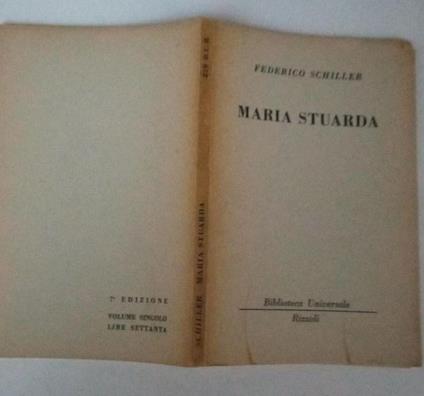 FEDERICO SCHILLER
MARIA STUARDA
Biblioteca Universale
Rizzoli
SCHILLER MARIA STUARDA
B.U.R.
7ª EDIZIONE
VOLUME SINGOLO
LIRE SETTANTA